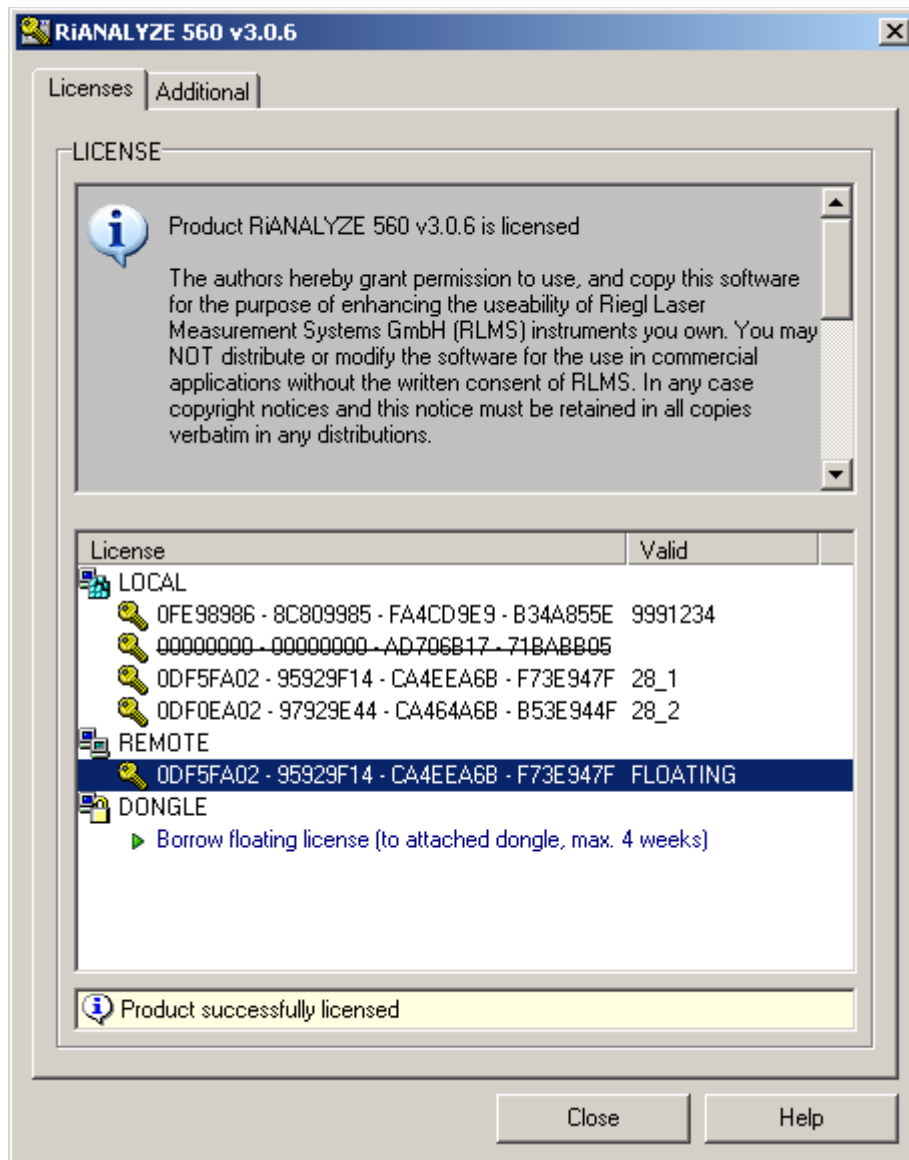 RiANALYZE 560 v3.0.6
Licenses Additional
LICENSE
Product RiANALYZE 560 v3.0.6 is licensed
The authors hereby grant permission to use, and copy this software
for the purpose of enhancing the useability of Riegl Laser
Measurement Systems GmbH (RLMS) instruments you own. You may
NOT distribute or modify the software for the use in commercial
applications without the written consent of RLMS. In any case
copyright notices and this notice must be retained in all copies
verbatim in any distributions.
License Valid
LOCAL
0FE98986 - 8C809985 - FA4CD9E9 - B34A855E 9991234
00000000 - 00000000 - AD706B17 - 71BABB05
0DF5FA02 - 95929F14 - CA4EEA6B - F73E947F 28_1
0DF0EA02 - 97929E44 - CA464A6B - B53E944F 28_2
REMOTE
0DF5FA02 - 95929F14 - CA4EEA6B - F73E947F FLOATING
DONGLE
Borrow floating license (to attached dongle, max. 4 weeks)
Product successfully licensed
Close Help